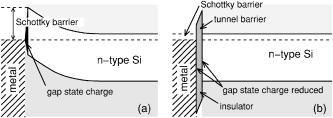 Schottky barrier
n-type Si
metal
gap state charge
(a)
Schottky barrier
tunnel barrier
n-type Si
metal
gap state charge reduced
insulator
(b)